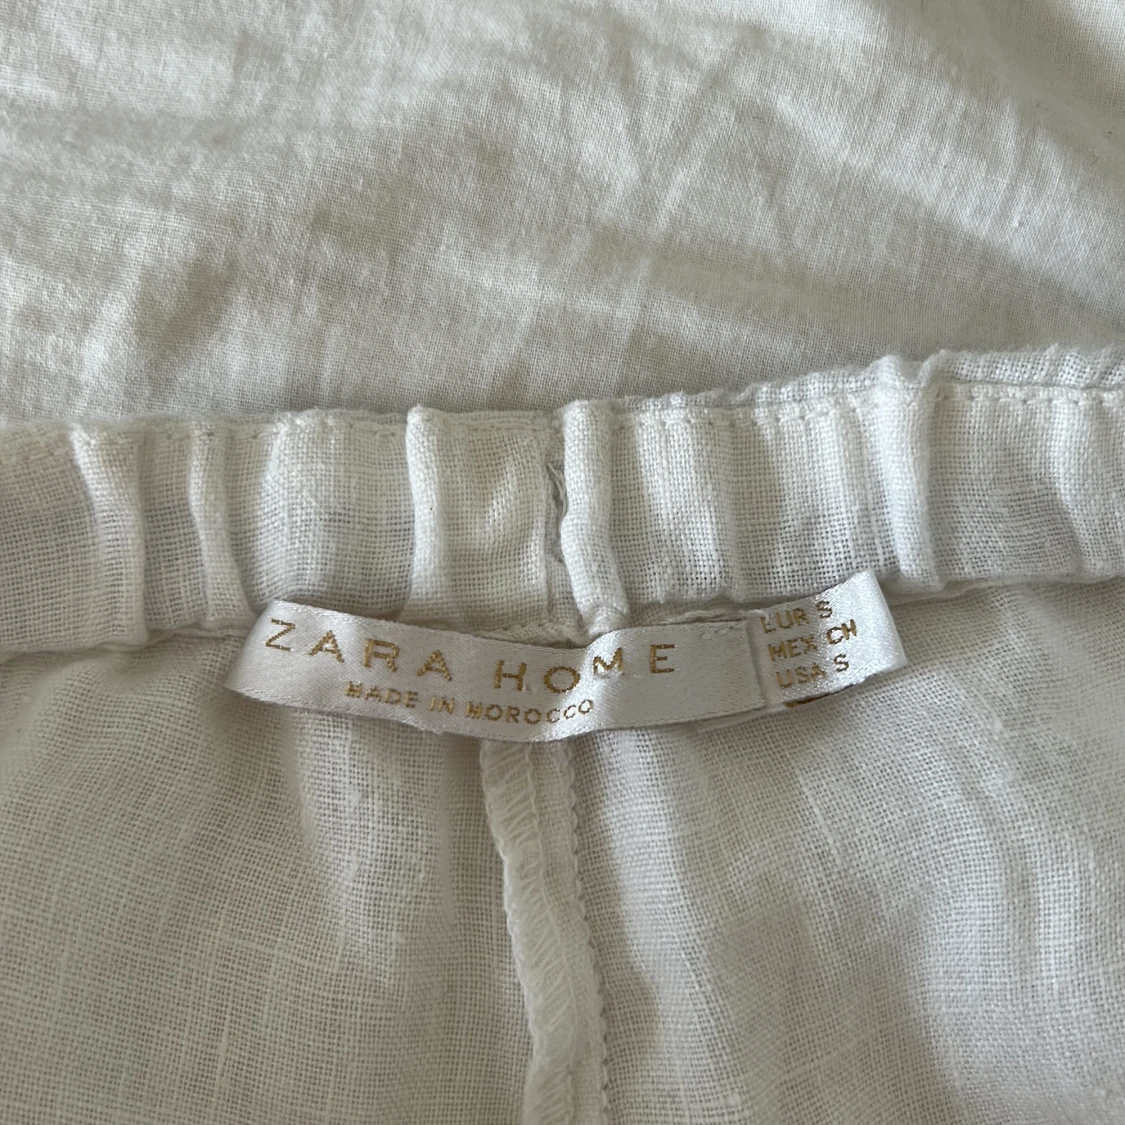 ZARA HOME
MADE IN MOROCCO
EUR S
MEX CH
USA S